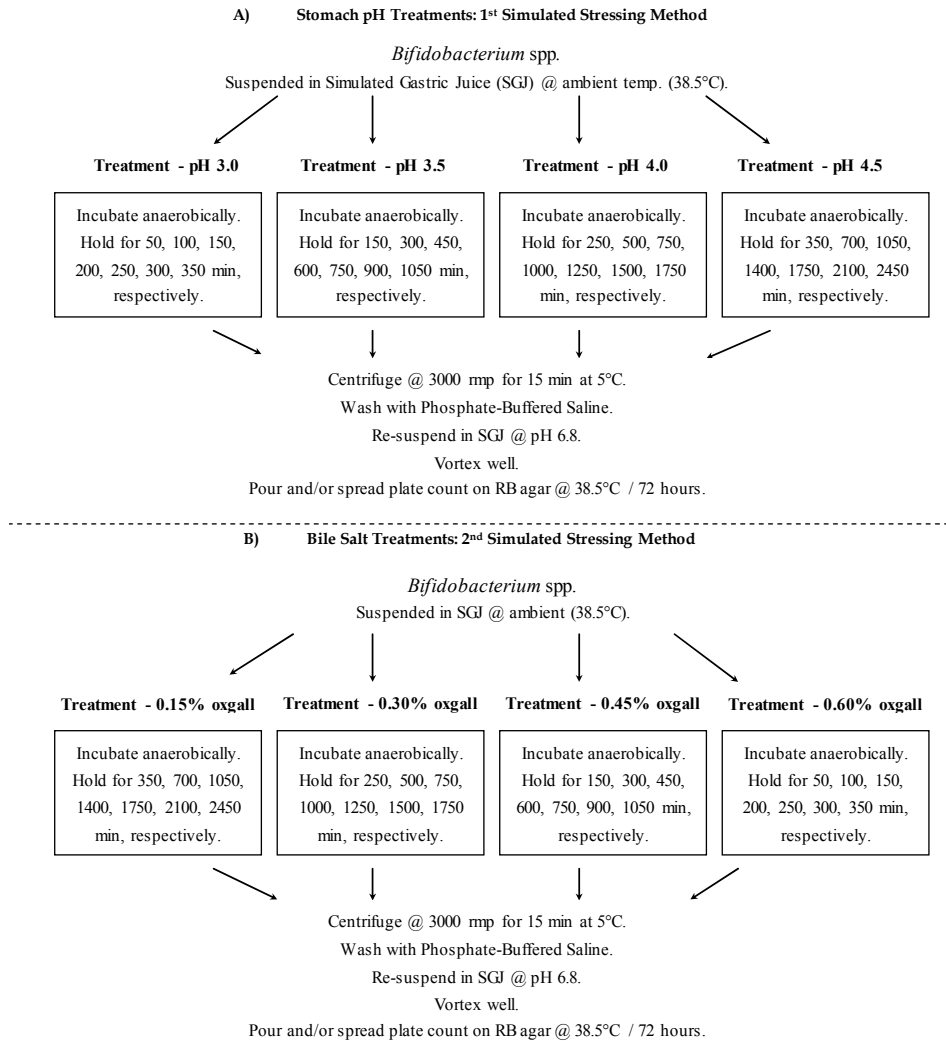 A) Stomach pH Treatments: 1st Simulated Stressing Method
Bifidobacterium spp.
Suspended in Simulated Gastric Juice (SGJ) @ ambient temp. (38.5°C).
Treatment - pH 3.0
Incubate anaerobically.
Hold for 50, 100, 150,
200, 250, 300, 350 min,
respectively.
Treatment - pH 3.5
Incubate anaerobically.
Hold for 150, 300, 450,
600, 750, 900, 1050 min,
respectively.
Treatment - pH 4.0
Incubate anaerobically.
Hold for 250, 500, 750,
1000, 1250, 1500, 1750
min, respectively.
Treatment - pH 4.5
Incubate anaerobically.
Hold for 350, 700, 1050,
1400, 1750, 2100, 2450
min, respectively.
Centrifuge @ 3000 rmp for 15 min at 5°C.
Wash with Phosphate-Buffered Saline.
Re-suspend in SGJ @ pH 6.8.
Vortex well.
Pour and/or spread plate count on RB agar @ 38.5°C / 72 hours.
B) Bile Salt Treatments: 2nd Simulated Stressing Method
Bifidobacterium spp.
Suspended in SGJ @ ambient (38.5°C).
Treatment - 0.15% oxgall
Incubate anaerobically.
Hold for 350, 700, 1050,
1400, 1750, 2100, 2450
min, respectively.
Treatment - 0.30% oxgall
Incubate anaerobically.
Hold for 250, 500, 750,
1000, 1250, 1500, 1750
min, respectively.
Treatment - 0.45% oxgall
Incubate anaerobically.
Hold for 150, 300, 450,
600, 750, 900, 1050 min,
respectively.
Treatment - 0.60% oxgall
Incubate anaerobically.
Hold for 50, 100, 150,
200, 250, 300, 350 min,
respectively.
Centrifuge @ 3000 rmp for 15 min at 5°C.
Wash with Phosphate-Buffered Saline.
Re-suspend in SGJ @ pH 6.8.
Vortex well.
Pour and/or spread plate count on RB agar @ 38.5°C / 72 hours.